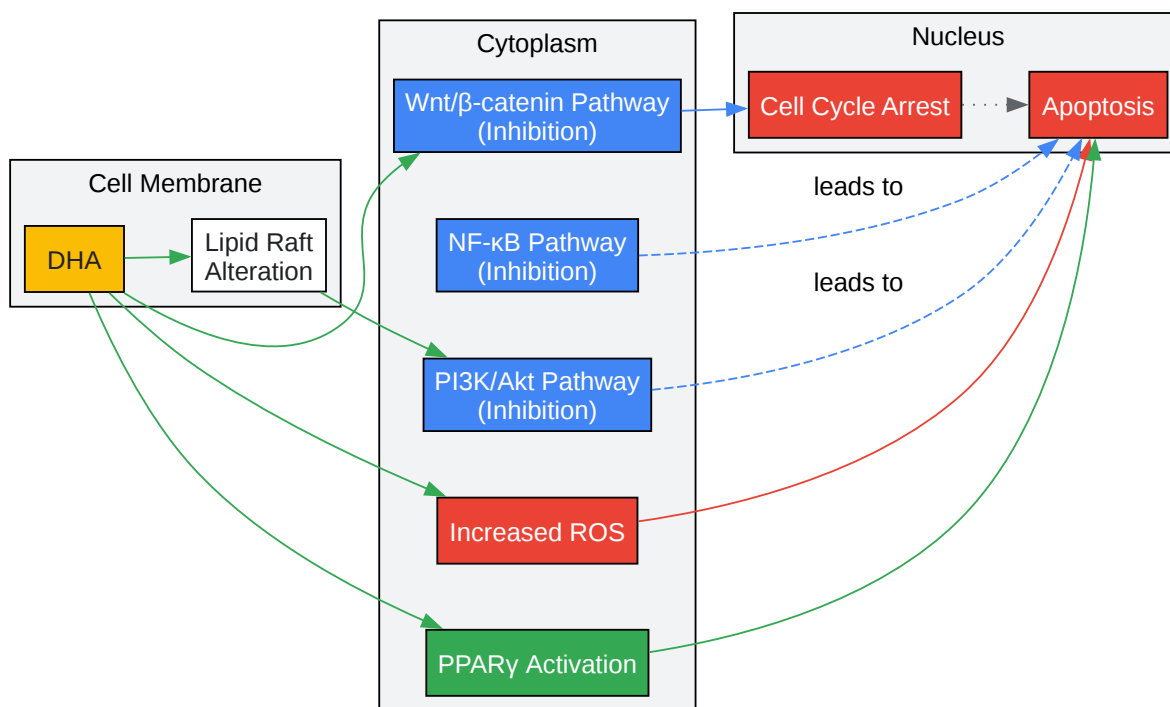 Cell Membrane
DHA
Lipid Raft
Alteration
Cytoplasm
Wnt/β-catenin Pathway
(Inhibition)
NF-κB Pathway
(Inhibition)
PI3K/Akt Pathway
(Inhibition)
Increased ROS
PPARγ Activation
Nucleus
Cell Cycle Arrest
Apoptosis
leads to
leads to